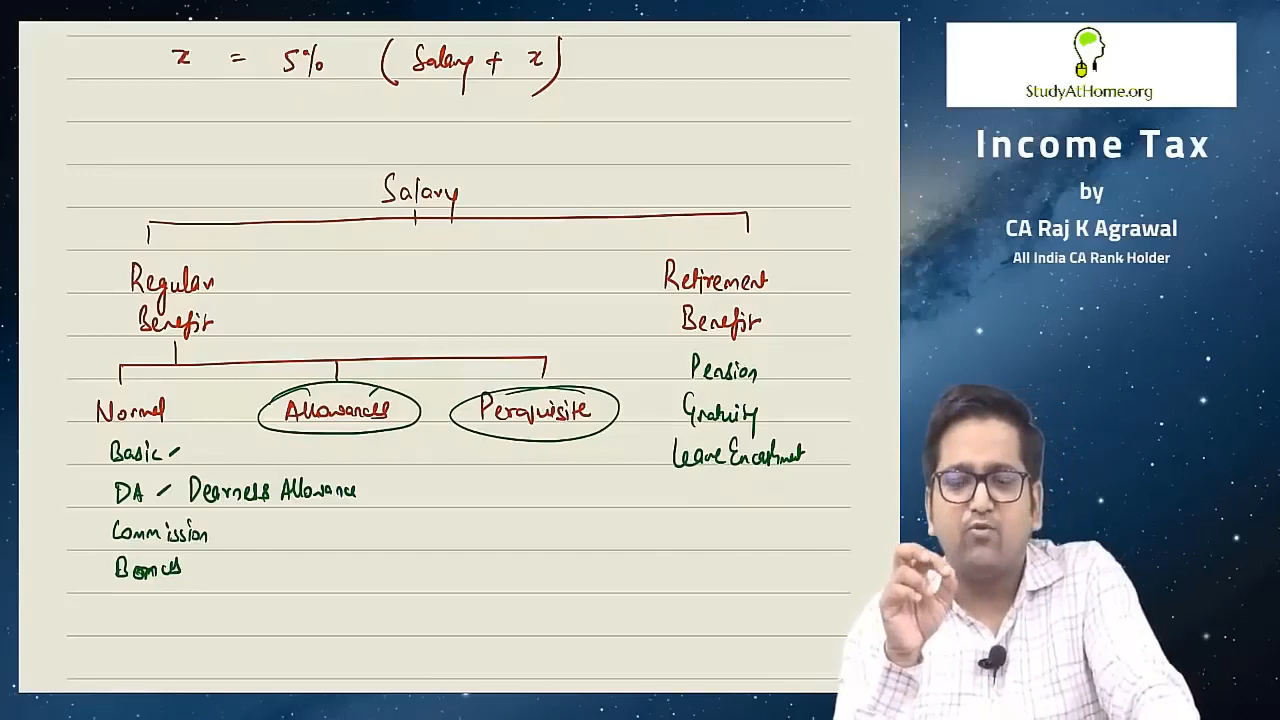 x = 5% (Salary + x)
Salary
Regular Benefit
Retirement Benefit
Normal
Allowances
Perquisite
Basic
DA Dearness Allowance
Commission
Bonus
Pension
Gratuity
Leave Encashment
StudyAtHome.org
Income Tax
by
CA Raj K Agrawal
All India CA Rank Holder